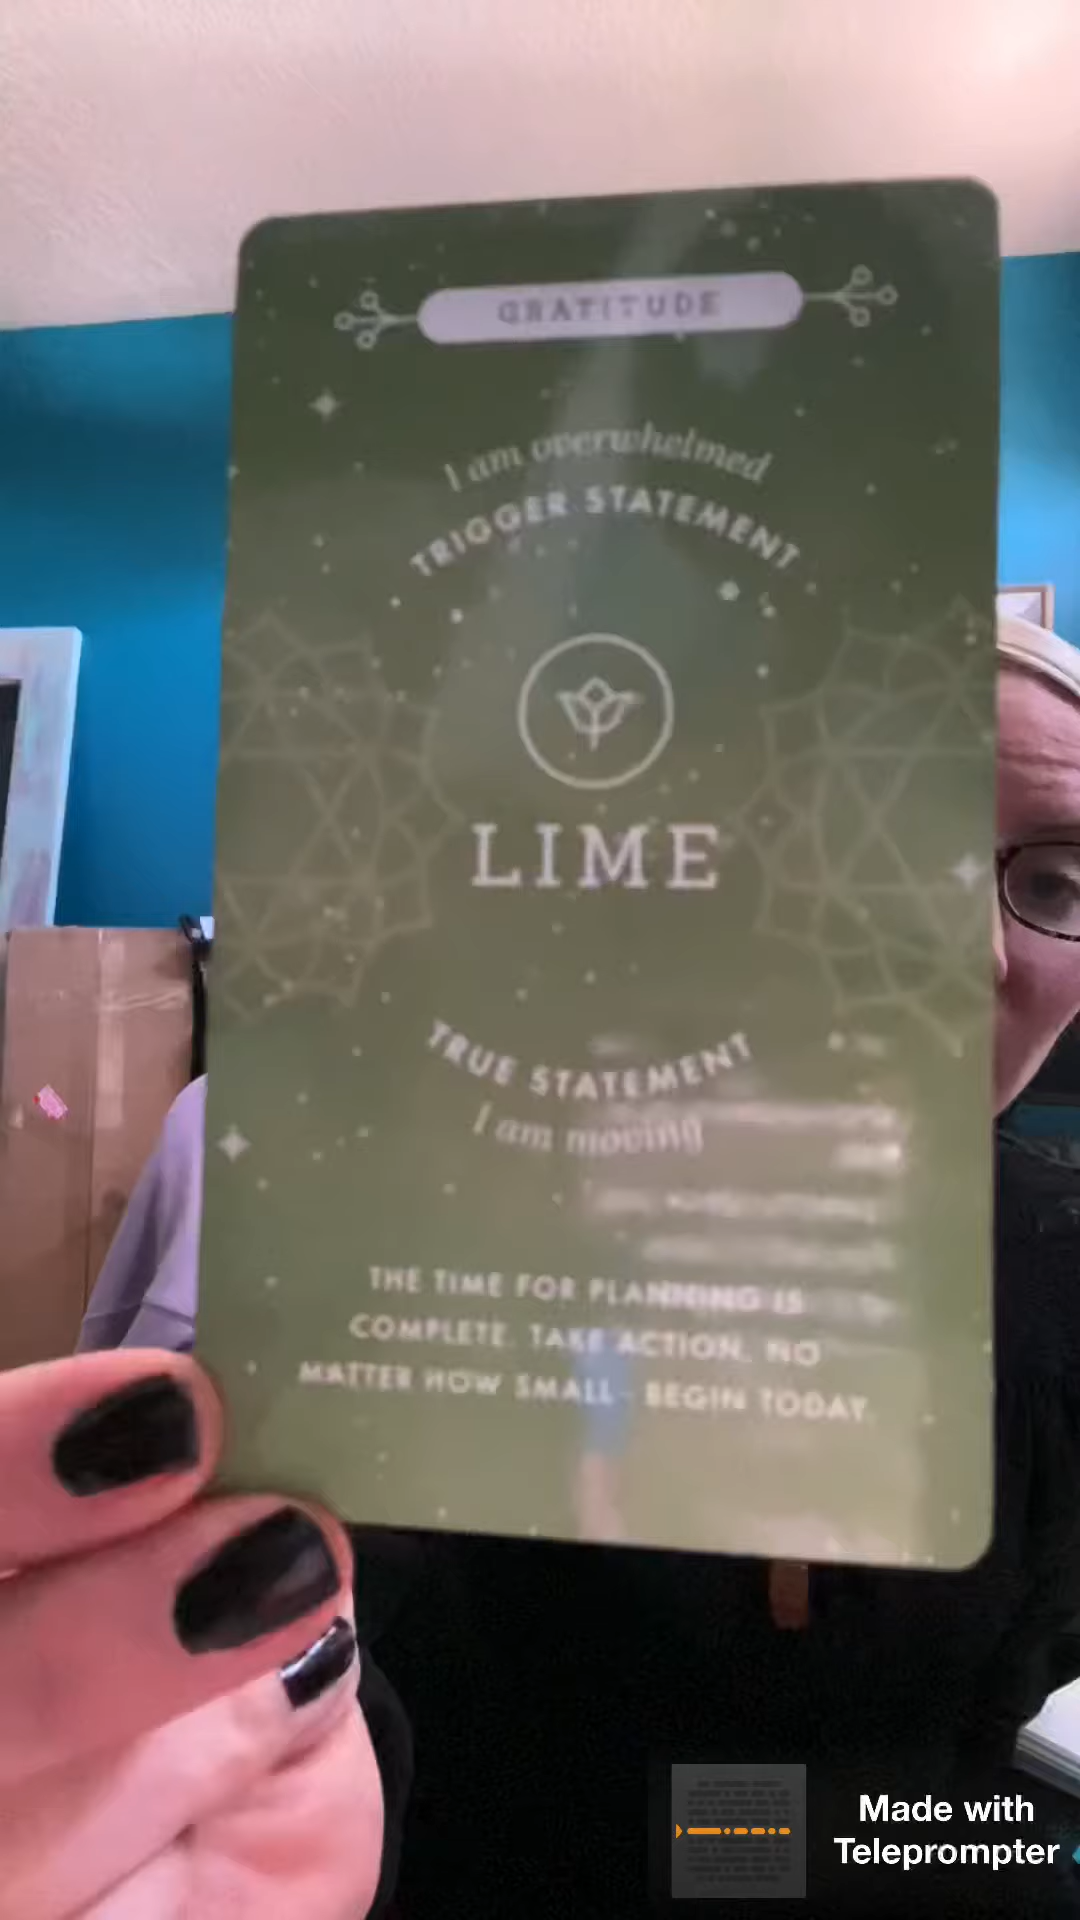 GRATITUDE
I am overwhelmed
TRIGGER STATEMENT
LIME
TRUE STATEMENT
I am moving
THE TIME FOR PLANNING IS
COMPLETE. TAKE ACTION, NO
MATTER HOW SMALL - BEGIN TODAY.
Made with
Teleprompter